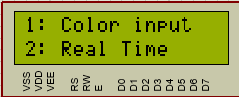 1: Color input
2: Real Time
VSS VDD VEE RS RW E D0 D1 D2 D3 D4 D5 D6 D7